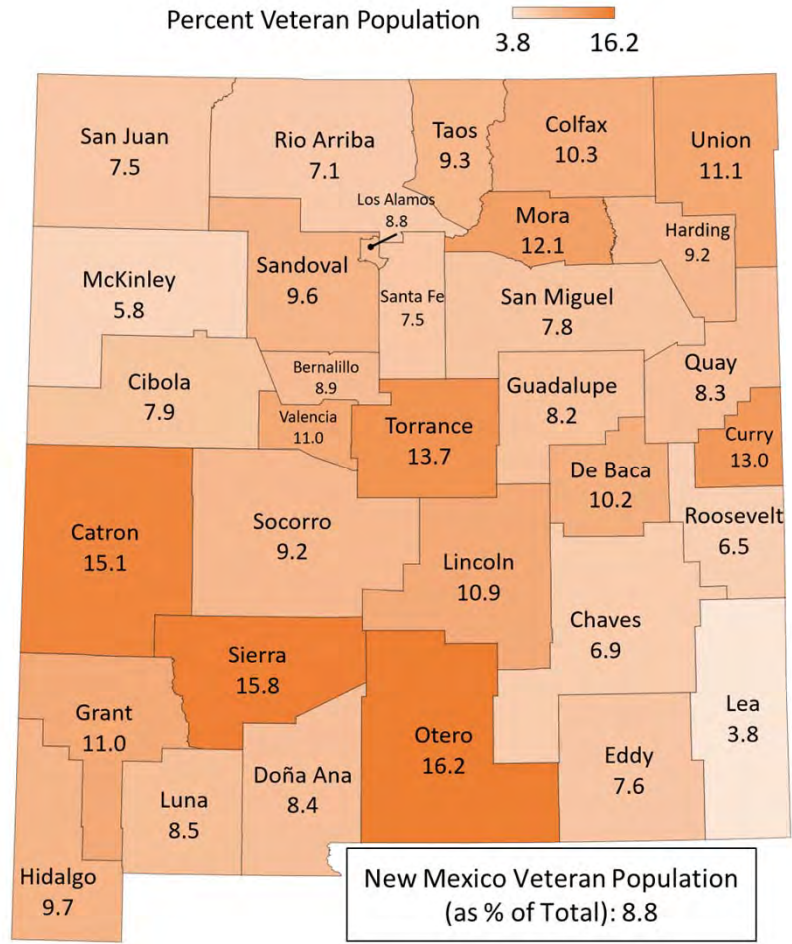 Percent Veteran Population
3.8 16.2
San Juan
7.5
Rio Arriba
7.1
Taos
9.3
Colfax
10.3
Union
11.1
Los Alamos
8.8
Mora
12.1
Harding
9.2
McKinley
5.8
Sandoval
9.6
Santa Fe
7.5
San Miguel
7.8
Cibola
7.9
Bernalillo
8.9
Valencia
11.0
Torrance
13.7
Guadalupe
8.2
Quay
8.3
Curry
13.0
De Baca
10.2
Roosevelt
6.5
Catron
15.1
Socorro
9.2
Lincoln
10.9
Chaves
6.9
Sierra
15.8
Grant
11.0
Otero
16.2
Lea
3.8
Eddy
7.6
Luna
8.5
Doña Ana
8.4
Hidalgo
9.7
New Mexico Veteran Population
(as % of Total): 8.8